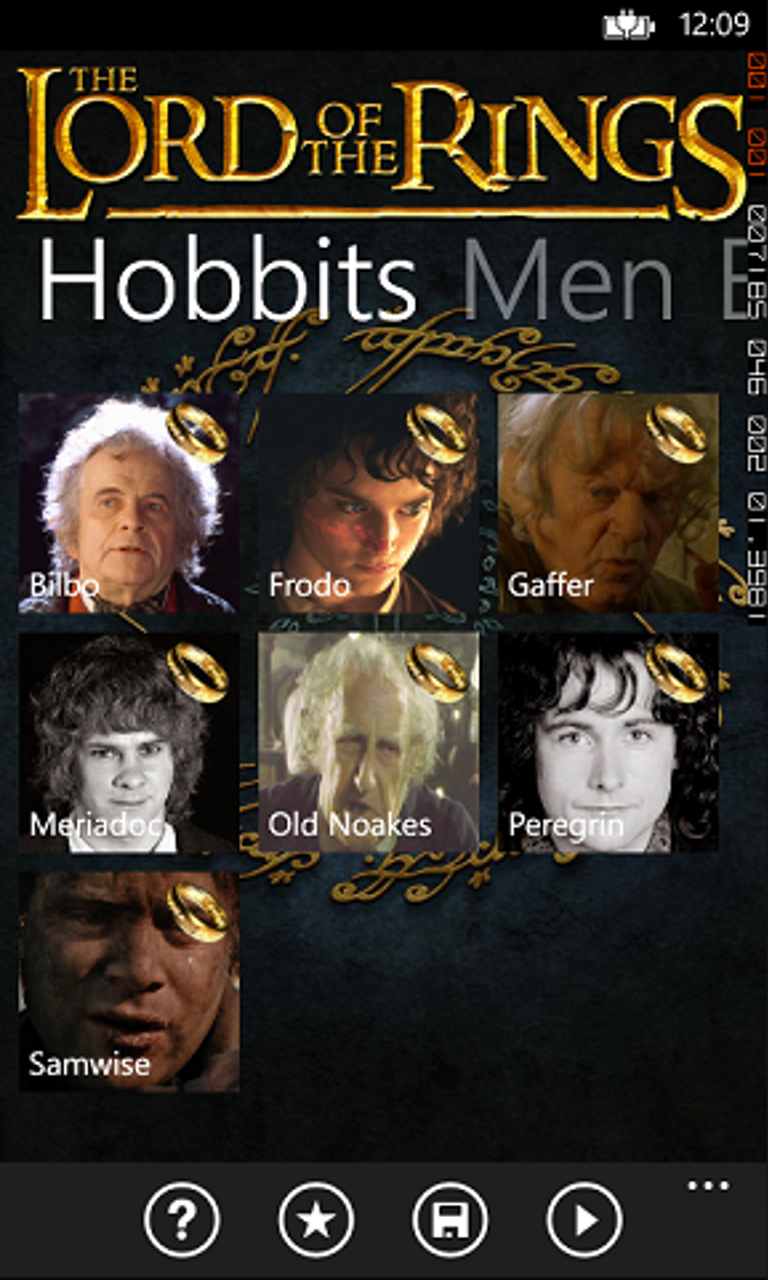 12:09
THE
LORD OF THE RINGS
Hobbits Men E
Bilbo Frodo Gaffer
Meriadoc Old Noakes Peregrin
Samwise